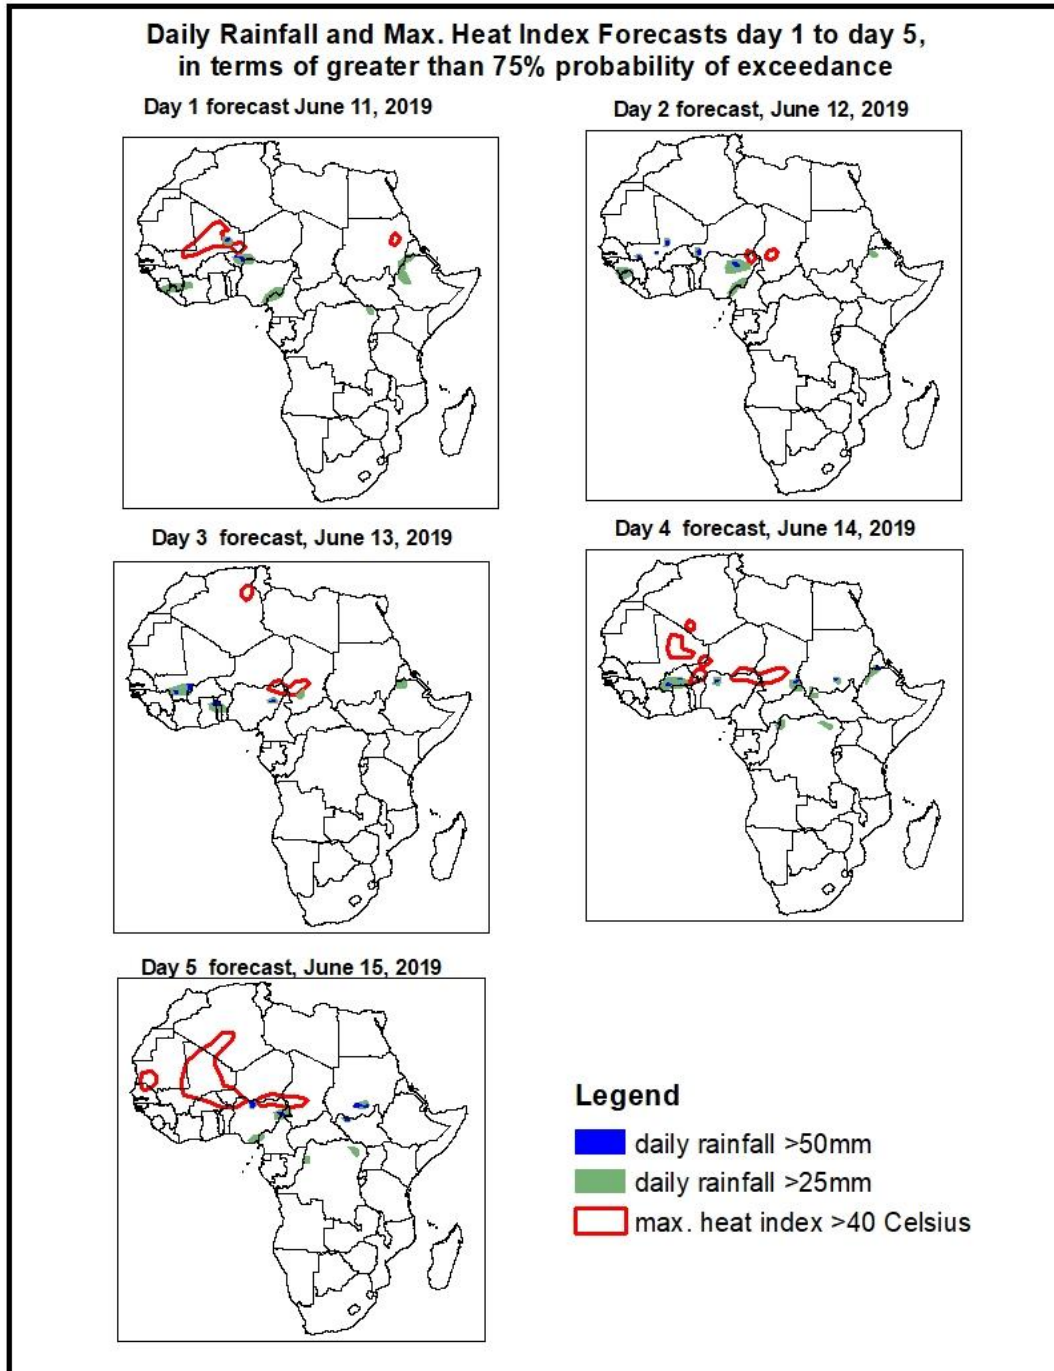 Daily Rainfall and Max. Heat Index Forecasts day 1 to day 5,
in terms of greater than 75% probability of exceedance
Day 1 forecast June 11, 2019
Day 2 forecast, June 12, 2019
Day 3 forecast, June 13, 2019
Day 4 forecast, June 14, 2019
Day 5 forecast, June 15, 2019
Legend
daily rainfall >50mm
daily rainfall >25mm
max. heat index >40 Celsius